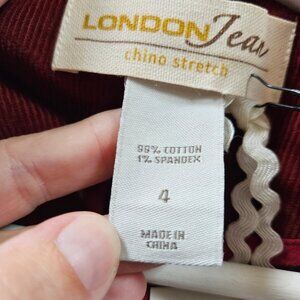 LONDON Jean
chino stretch
99% COTTON
1% SPANDEX
4
MADE IN
CHINA